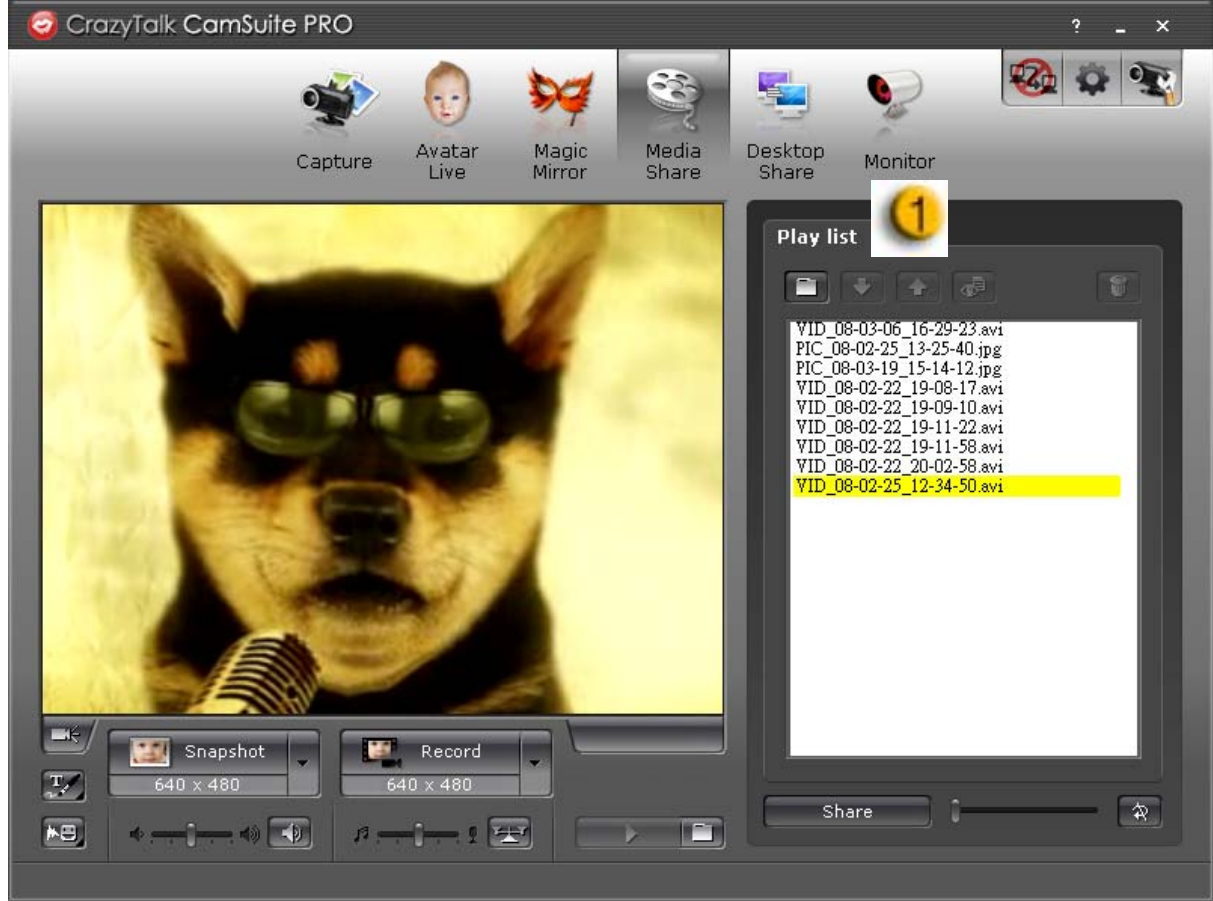 CrazyTalk CamSuite PRO
?
Capture
Avatar
Live
Magic
Mirror
Media
Share
Desktop
Share
Monitor
1
Play list
VID_08-03-06_16-29-23.avi
PIC_08-02-25_13-25-40.jpg
PIC_08-03-19_15-14-12.jpg
VID_08-02-22_19-08-17.avi
VID_08-02-22_19-09-10.avi
VID_08-02-22_19-11-22.avi
VID_08-02-22_19-11-58.avi
VID_08-02-22_20-02-58.avi
VID_08-02-25_12-34-50.avi
Snapshot
640 x 480
Record
640 x 480
T
Share